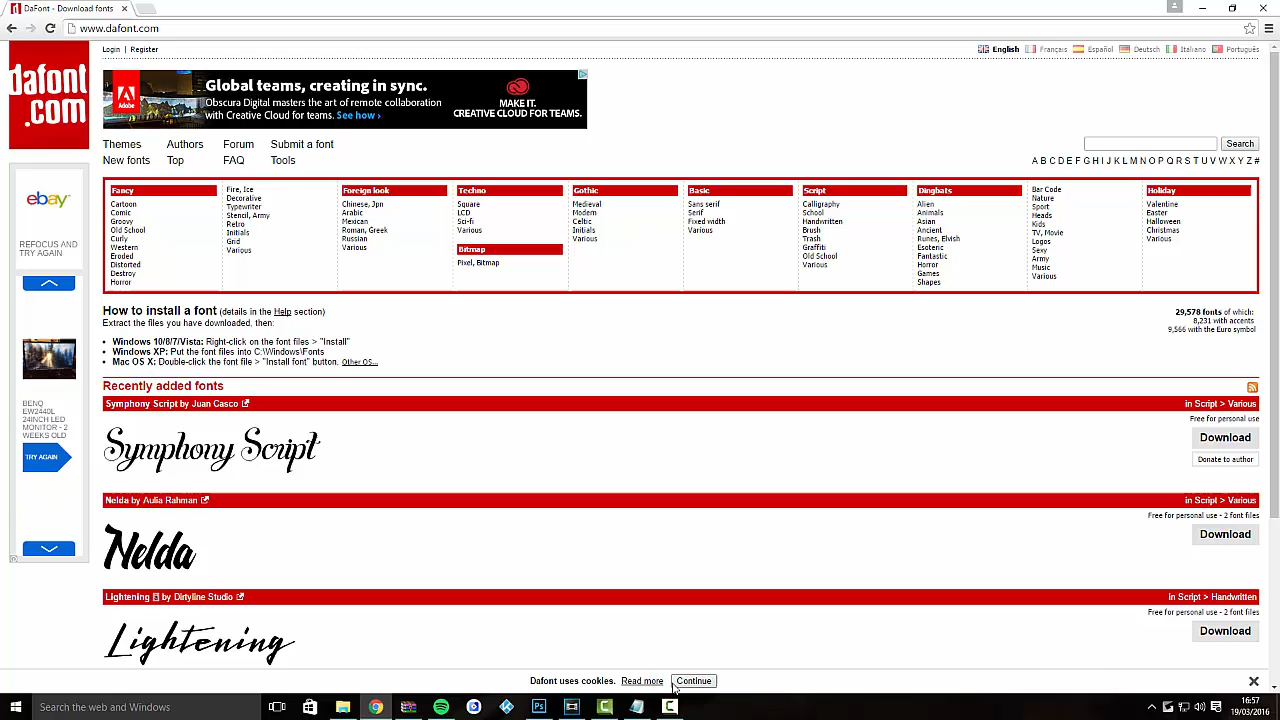 DaFont - Download fonts
www.dafont.com
Login | Register
English Français Español Deutsch Italiano Português
dafont
.com
Adobe
Global teams, creating in sync.
Obscura Digital masters the art of remote collaboration
with Creative Cloud for teams. See how ›
MAKE IT.
CREATIVE CLOUD FOR TEAMS.
Themes Authors Forum Submit a font
New fonts Top FAQ Tools
Search
A B C D E F G H I J K L M N O P Q R S T U V W X Y Z #
Fancy
Cartoon
Comic
Groovy
Old School
Curly
Western
Eroded
Distorted
Destroy
Horror
Fire, Ice
Decorative
Typewriter
Stencil, Army
Retro
Initials
Grid
Various
Foreign look
Chinese, Jpn
Arabic
Mexican
Roman, Greek
Russian
Various
Techno
Square
LCD
Sci-fi
Various
Bitmap
Pixel, Bitmap
Gothic
Medieval
Modern
Celtic
Initials
Various
Basic
Sans serif
Serif
Fixed width
Various
Script
Calligraphy
School
Handwritten
Brush
Trash
Graffiti
Old School
Various
Dingbats
Alien
Animals
Asian
Ancient
Runes, Elvish
Esoteric
Fantastic
Horror
Games
Shapes
Bar Code
Nature
Sport
Heads
Kids
TV, Movie
Logos
Sexy
Army
Music
Various
Holiday
Valentine
Easter
Halloween
Christmas
Various
ebay
REFOCUS AND
TRY AGAIN
BENQ
EW2440L
24INCH LED
MONITOR - 2
WEEKS OLD
TRY AGAIN
How to install a font (details in the Help section)
Extract the files you have downloaded, then:
Windows 10/8/7/Vista: Right-click on the font files > "Install"
Windows XP: Put the font files into C:\Windows\Fonts
Mac OS X: Double-click the font file > "Install font" button. Other OS...
29,578 fonts of which:
8,231 with accents
9,566 with the Euro symbol
Recently added fonts
Symphony Script by Juan Casco in Script > Various
Free for personal use
Symphony Script
Download
Donate to author
Nelda by Aulia Rahman in Script > Various
Free for personal use - 2 font files
Nelda
Download
Lightening by Dirtyline Studio in Script > Handwritten
Free for personal use - 2 font files
Lightening
Download
Dafont uses cookies. Read more Continue
Search the web and Windows
Ps
16:57
19/03/2016